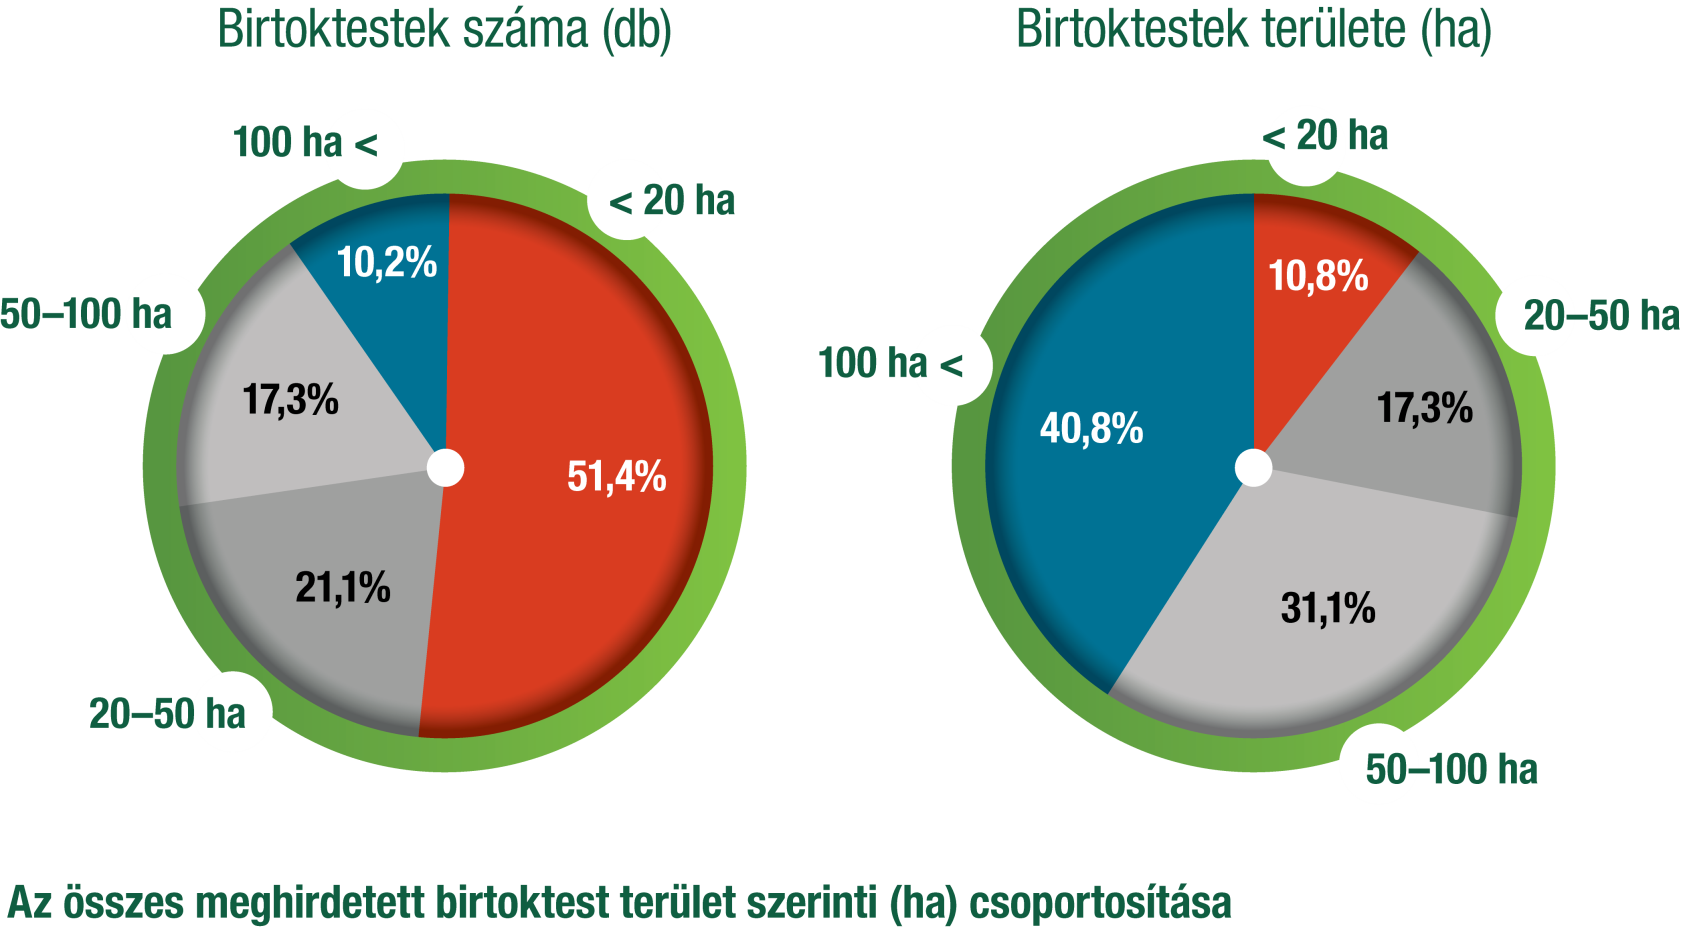 Birtoktestek száma (db)
100 ha <
< 20 ha
10,2%
50–100 ha
17,3%
51,4%
21,1%
20–50 ha
Birtoktestek területe (ha)
< 20 ha
10,8%
20–50 ha
100 ha <
17,3%
40,8%
31,1%
50–100 ha
Az összes meghirdetett birtoktest terület szerinti (ha) csoportosítása